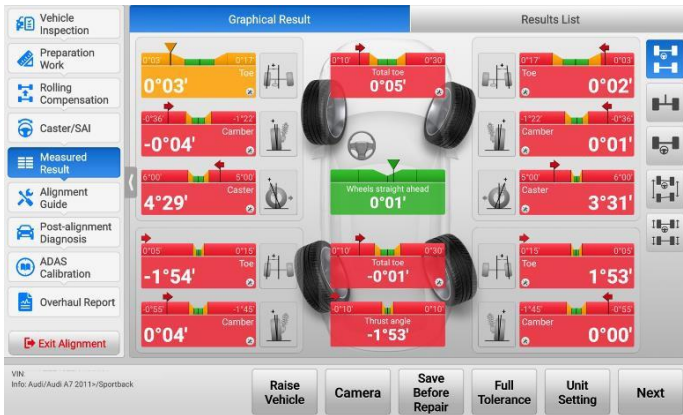 Vehicle
Inspection
Preparation
Work
Rolling
Compensation
Caster/SAI
Measured
Result
Alignment
Guide
Post-alignment
Diagnosis
ADAS
Calibration
Overhaul Report
Exit Alignment
Graphical Result
Results List
0°03' 0°17'
Toe
0°03'
0°10' 0°30'
Total toe
0°05'
0°17' 0°03'
Toe
0°02'
-0°36' -1°22'
Camber
-0°04'
-1°22' -0°36'
Camber
0°01'
6°00' 5°00'
Caster
4°29'
Wheels straight ahead
0°01'
5°00' 6°00'
Caster
3°31'
0°05' 0°15'
Toe
-1°54'
0°10' 0°30'
Total toe
-0°01'
0°15' 0°05'
Toe
1°53'
-0°55' -1°45'
Camber
0°04'
-0°10' 0°10'
Thrust angle
-1°53'
-1°45' -0°55'
Camber
0°00'
VIN:
Info: Audi/Audi A7 2011>/Sportback
Raise
Vehicle
Camera
Save
Before
Repair
Full
Tolerance
Unit
Setting
Next